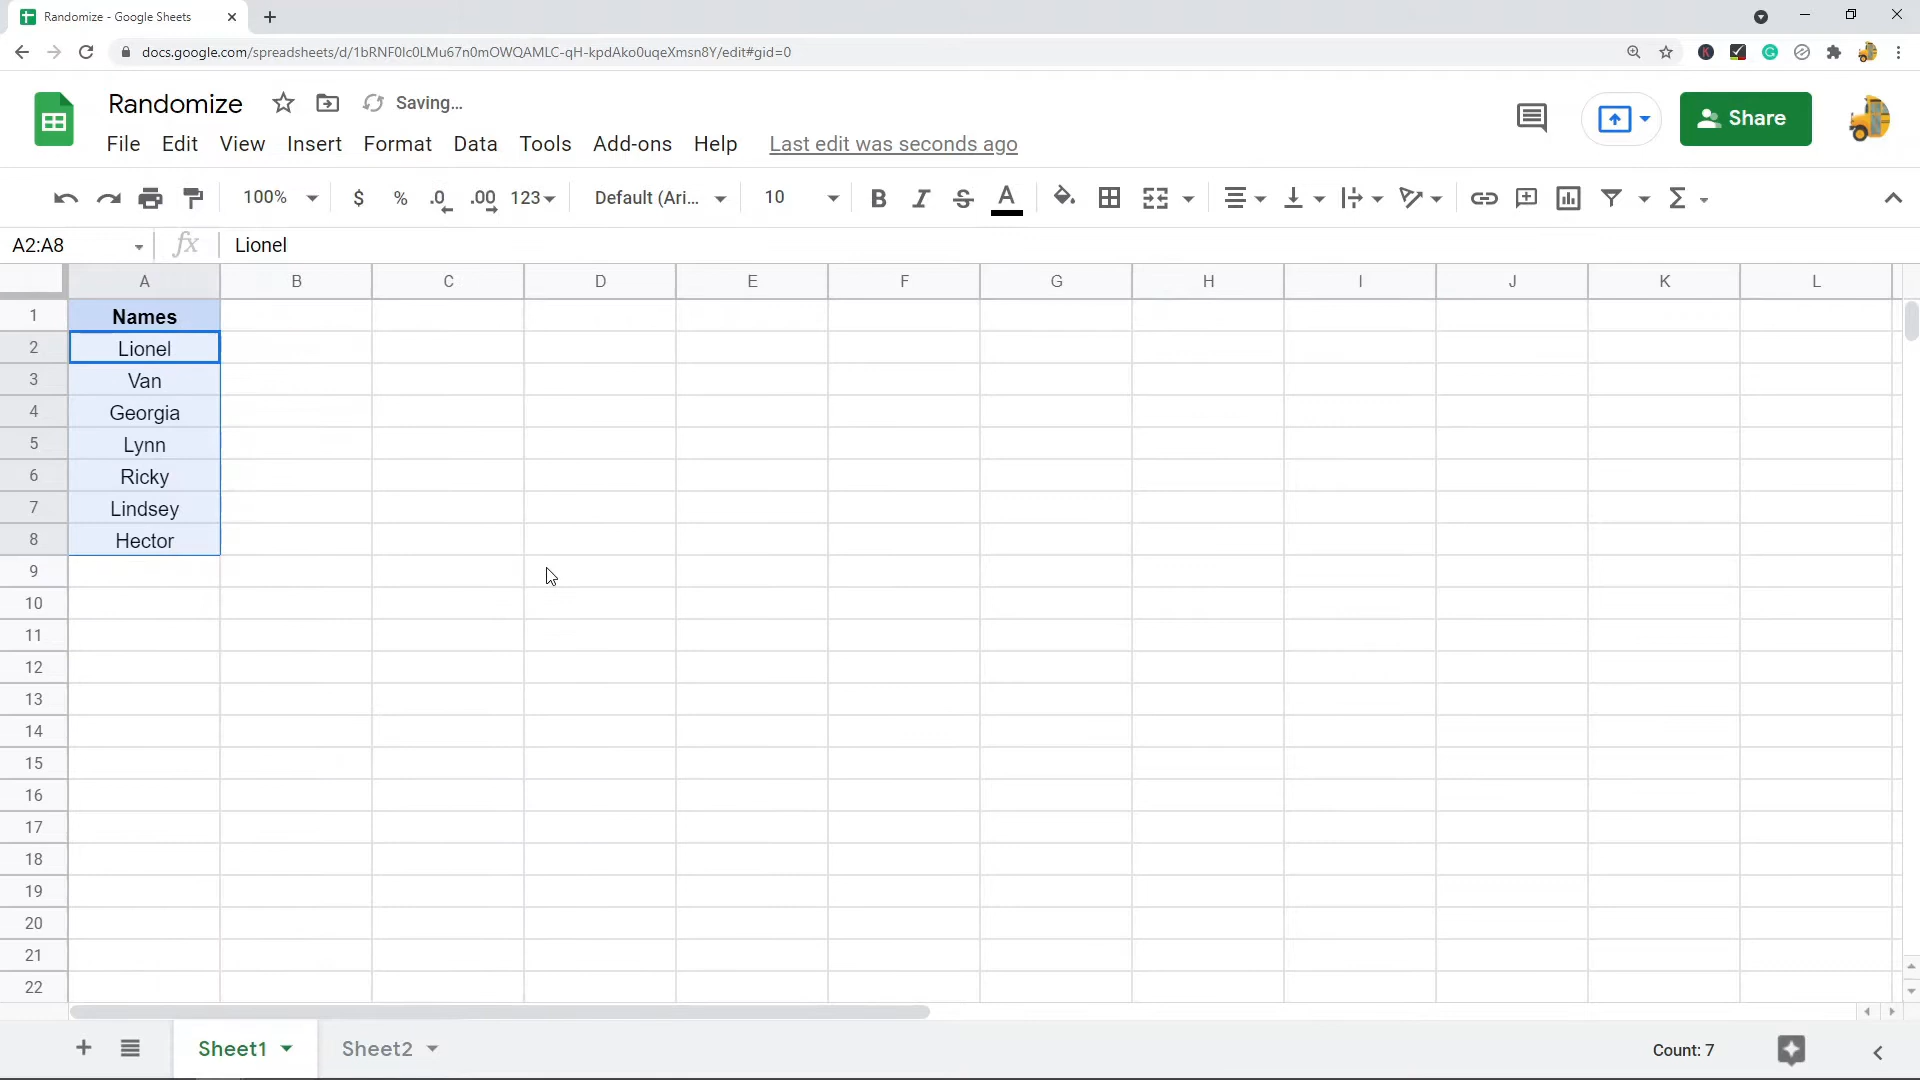 Randomize - Google Sheets
docs.google.com/spreadsheets/d/1bRNF0lc0LMu67n0mOWQAMLC-qH-kpdAko0uqeXmsn8Y/edit#gid=0
Randomize Saving...
Share
File Edit View Insert Format Data Tools Add-ons Help Last edit was seconds ago
100% $ % .0 .00 123 Default (Ari... 10 B I S A Σ
A2:A8 fx Lionel
A B C D E F G H I J K L
1 Names
2 Lionel
3 Van
4 Georgia
5 Lynn
6 Ricky
7 Lindsey
8 Hector
9
10
11
12
13
14
15
16
17
18
19
20
21
22
Sheet1 Sheet2 Count: 7